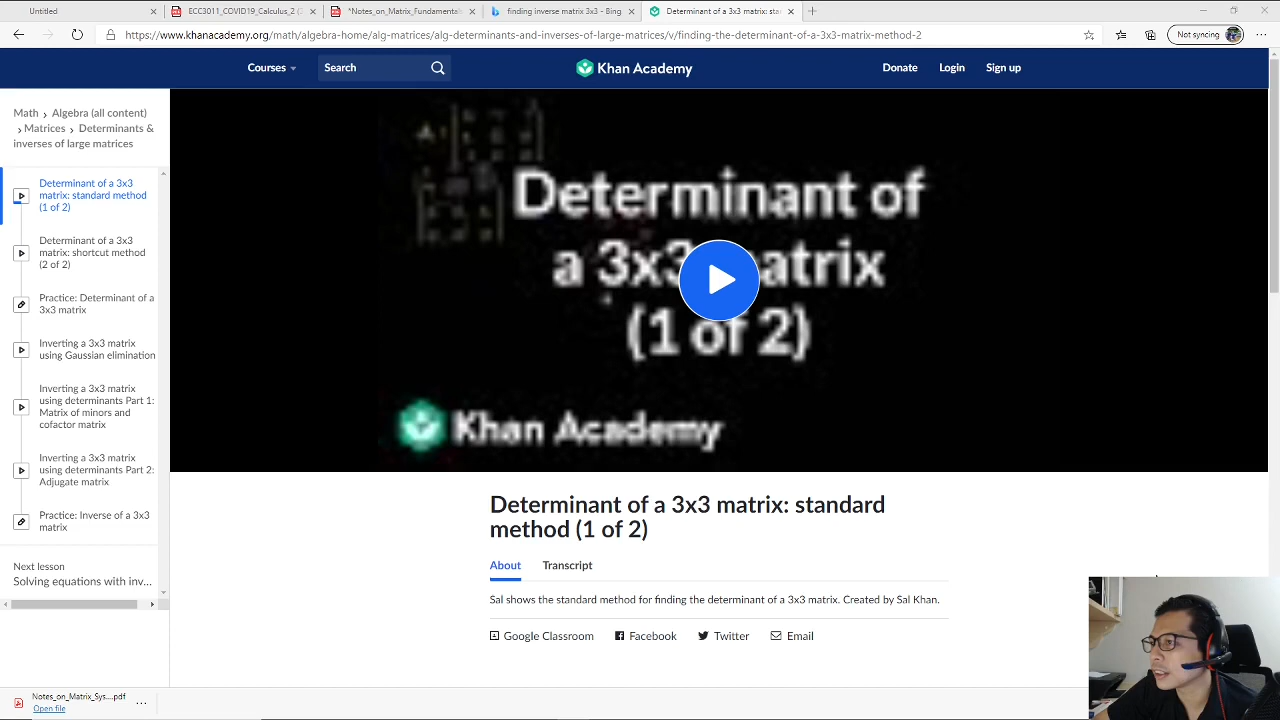 Untitled
ECC3011_COVID19_Calculus_2 (
*Notes_on_Matrix_Fundamentals
finding inverse matrix 3x3 - Bing
Determinant of a 3x3 matrix: sta
https://www.khanacademy.org/math/algebra-home/alg-matrices/alg-determinants-and-inverses-of-large-matrices/v/finding-the-determinant-of-a-3x3-matrix-method-2
Not syncing
Courses
Search
Khan Academy
Donate
Login
Sign up
Math > Algebra (all content)
> Matrices > Determinants &
inverses of large matrices
Determinant of a 3x3
matrix: standard method
(1 of 2)
Determinant of a 3x3
matrix: shortcut method
(2 of 2)
Practice: Determinant of a
3x3 matrix
Inverting a 3x3 matrix
using Gaussian elimination
Inverting a 3x3 matrix
using determinants Part 1:
Matrix of minors and
cofactor matrix
Inverting a 3x3 matrix
using determinants Part 2:
Adjugate matrix
Practice: Inverse of a 3x3
matrix
Next lesson
Solving equations with inv...
Determinant of
a 3x3 matrix
(1 of 2)
Khan Academy
Determinant of a 3x3 matrix: standard
method (1 of 2)
About
Transcript
Sal shows the standard method for finding the determinant of a 3x3 matrix. Created by Sal Khan.
Google Classroom
Facebook
Twitter
Email
Notes_on_Matrix_Sys....pdf
Open file